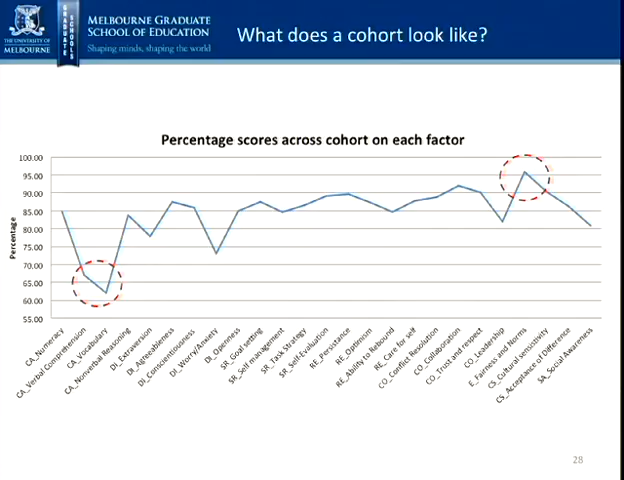 THE UNIVERSITY OF
MELBOURNE
GRADUATE
SCHOOLS
MELBOURNE GRADUATE
SCHOOL OF EDUCATION
Shaping minds, shaping the world
What does a cohort look like?
Percentage scores across cohort on each factor
Percentage
100.00
95.00
90.00
85.00
80.00
75.00
70.00
65.00
60.00
55.00
CA_Numeracy
CA_Verbal Comprehension
CA_Vocabulary
CA_Nonverbal Reasoning
DI_Extraversion
DI_Agreeableness
DI_Conscientiousness
DI_Worry/Anxiety
DI_Openness
SR_Goal setting
SR_Self management
SR_Task Strategy
SR_Self-Evaluation
RE_Persistance
RE_Optimism
RE_Ability to Rebound
RE_Care for self
CO_Conflict Resolution
CO_Collaboration
CO_Trust and respect
CO_Leadership
E_Fairness and Norms
CS_Cultural sensitivity
CS_Acceptance of Difference
SA_Social Awareness
28